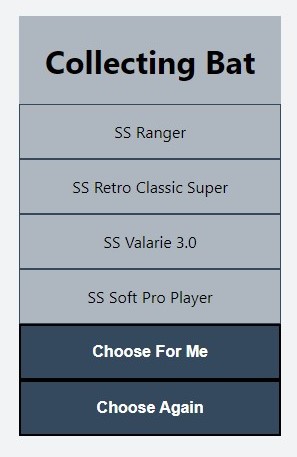 Collecting Bat
SS Ranger
SS Retro Classic Super
SS Valarie 3.0
SS Soft Pro Player
Choose For Me
Choose Again